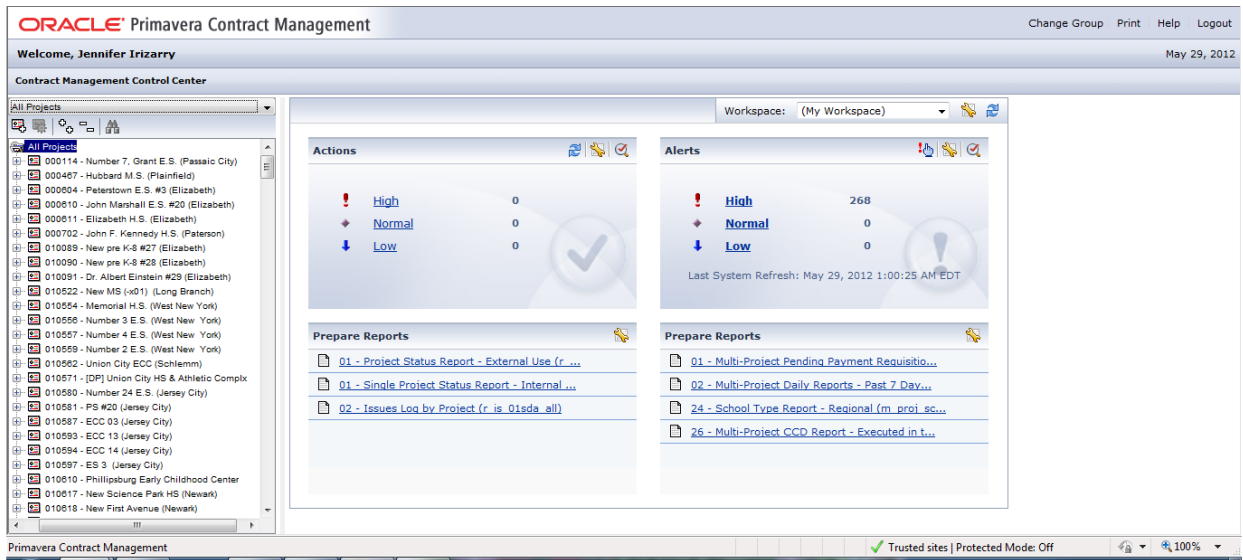 ORACLE Primavera Contract Management
Change Group Print Help Logout
Welcome, Jennifer Irizarry
May 29, 2012
Contract Management Control Center
All Projects
Workspace: (My Workspace)
All Projects
000114 - Number 7, Grant E.S. (Passaic City)
000467 - Hubbard M.S. (Plainfield)
000604 - Peterstown E.S. #3 (Elizabeth)
000610 - John Marshall E.S. #20 (Elizabeth)
000611 - Elizabeth H.S. (Elizabeth)
000702 - John F. Kennedy H.S. (Paterson)
010089 - New pre K-8 #27 (Elizabeth)
010090 - New pre K-8 #28 (Elizabeth)
010091 - Dr. Albert Einstein #29 (Elizabeth)
010522 - New MS (-x01) (Long Branch)
010554 - Memorial H.S. (West New York)
010556 - Number 3 E.S. (West New York)
010557 - Number 4 E.S. (West New York)
010559 - Number 2 E.S. (West New York)
010562 - Union City ECC (Schlemm)
010571 - [DP] Union City HS & Athletic Complx
010580 - Number 24 E.S. (Jersey City)
010581 - PS #20 (Jersey City)
010587 - ECC 03 (Jersey City)
010593 - ECC 13 (Jersey City)
010594 - ECC 14 (Jersey City)
010597 - ES 3 (Jersey City)
010610 - Phillipsburg Early Childhood Center
010617 - New Science Park HS (Newark)
010618 - New First Avenue (Newark)
Actions
High 0
Normal 0
Low 0
Alerts
High 268
Normal 0
Low 0
Last System Refresh: May 29, 2012 1:00:25 AM EDT
Prepare Reports
01 - Project Status Report - External Use (r_...
01 - Single Project Status Report - Internal ...
02 - Issues Log by Project (r_is_01sda_all)
Prepare Reports
01 - Multi-Project Pending Payment Requisitio...
02 - Multi-Project Daily Reports - Past 7 Day...
24 - School Type Report - Regional (m_proj_sc...
26 - Multi-Project CCD Report - Executed in t...
Primavera Contract Management
Trusted sites | Protected Mode: Off
100%